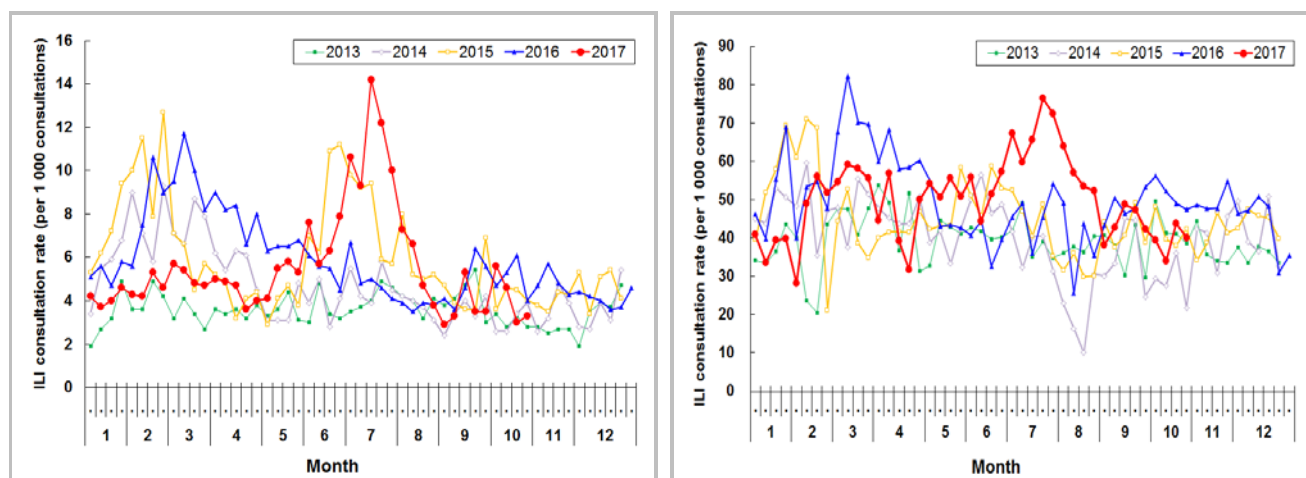 ILI consultation rate (per 1 000 consultations)
16
14
12
10
8
6
4
2
0
2013 2014 2015 2016 2017
1 2 3 4 5 6 7 8 9 10 11 12
Month
ILI consultation rate (per 1 000 consultations)
90
80
70
60
50
40
30
20
10
0
2013 2014 2015 2016 2017
1 2 3 4 5 6 7 8 9 10 11 12
Month